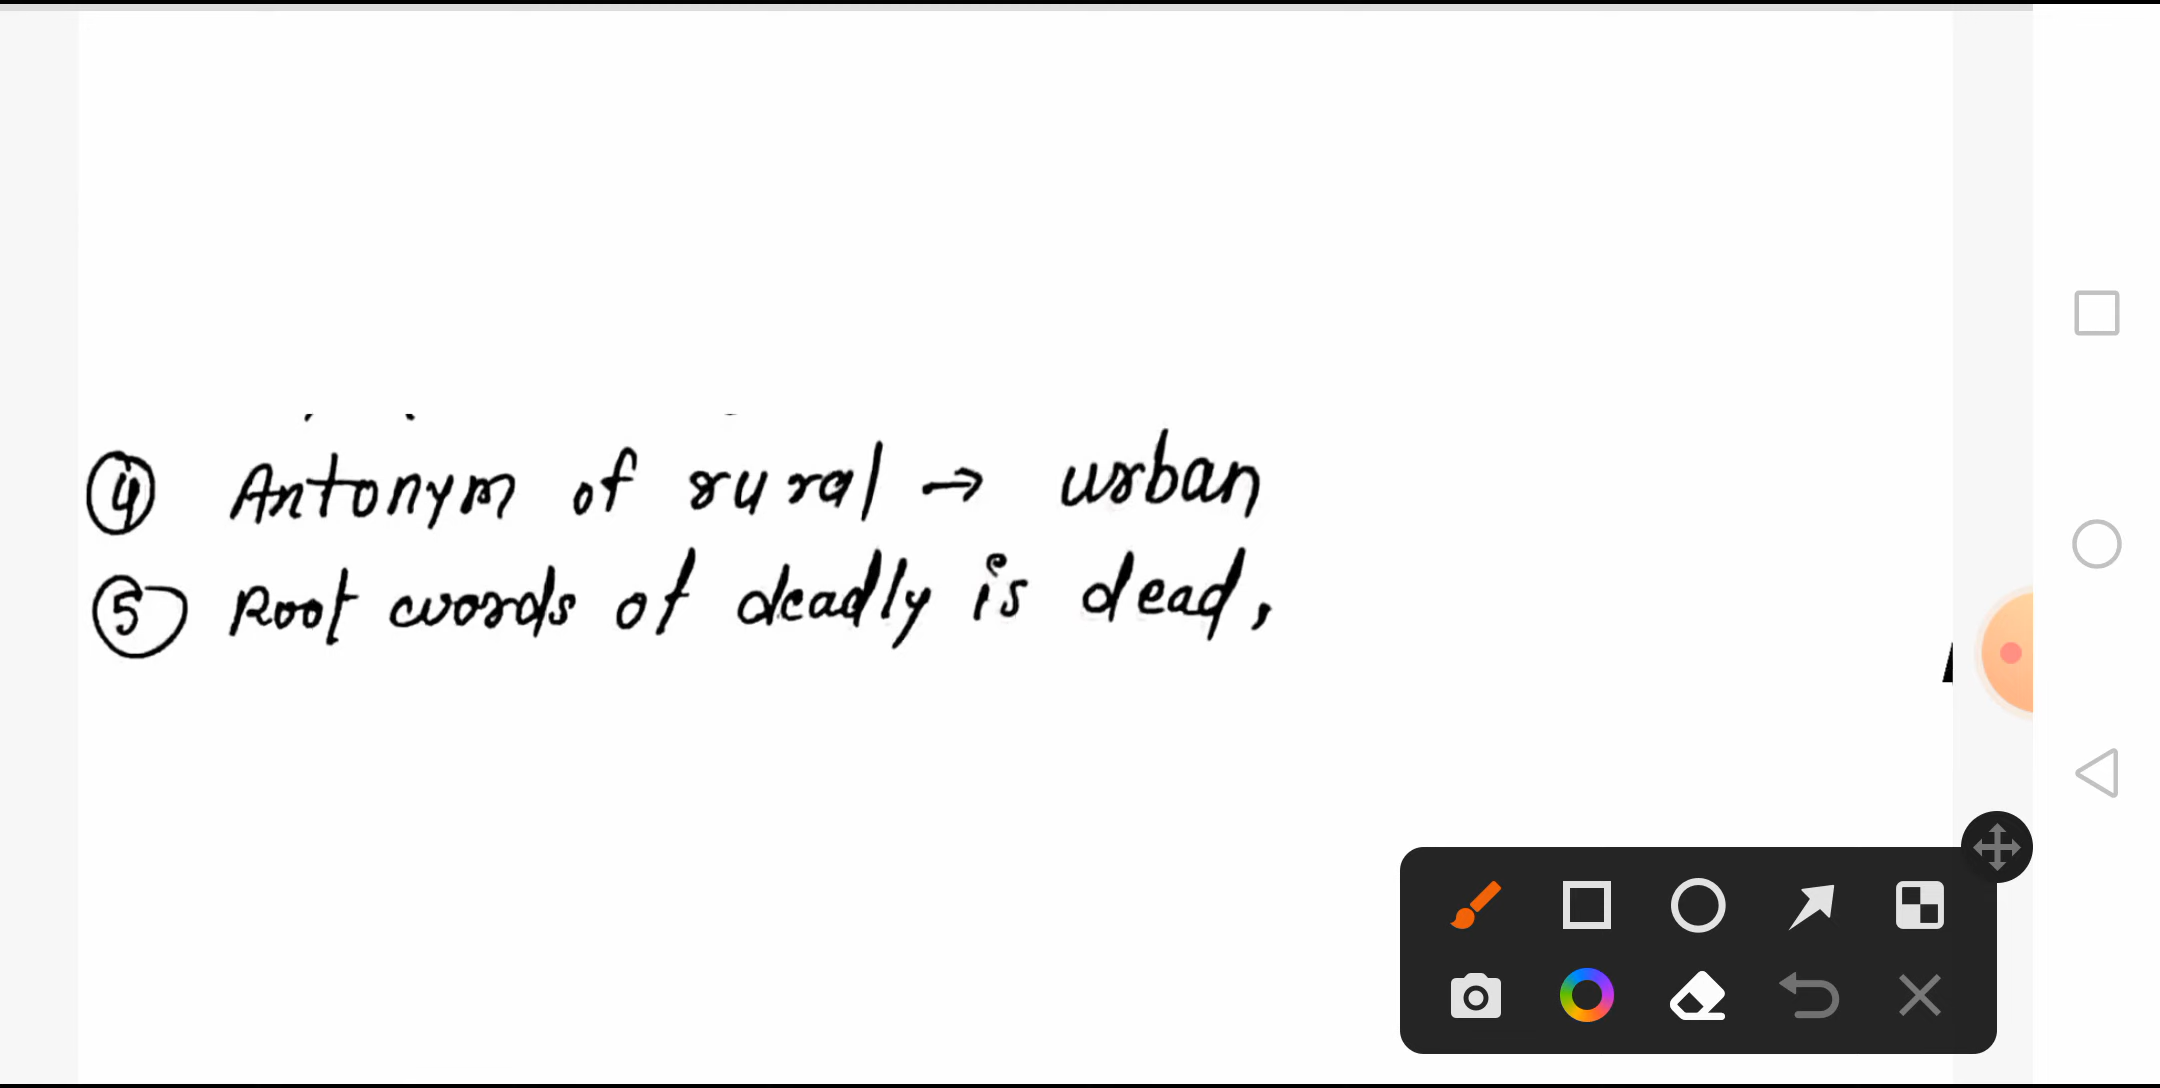 ④ Antonym of rural → urban
⑤ Root words of deadly is dead,